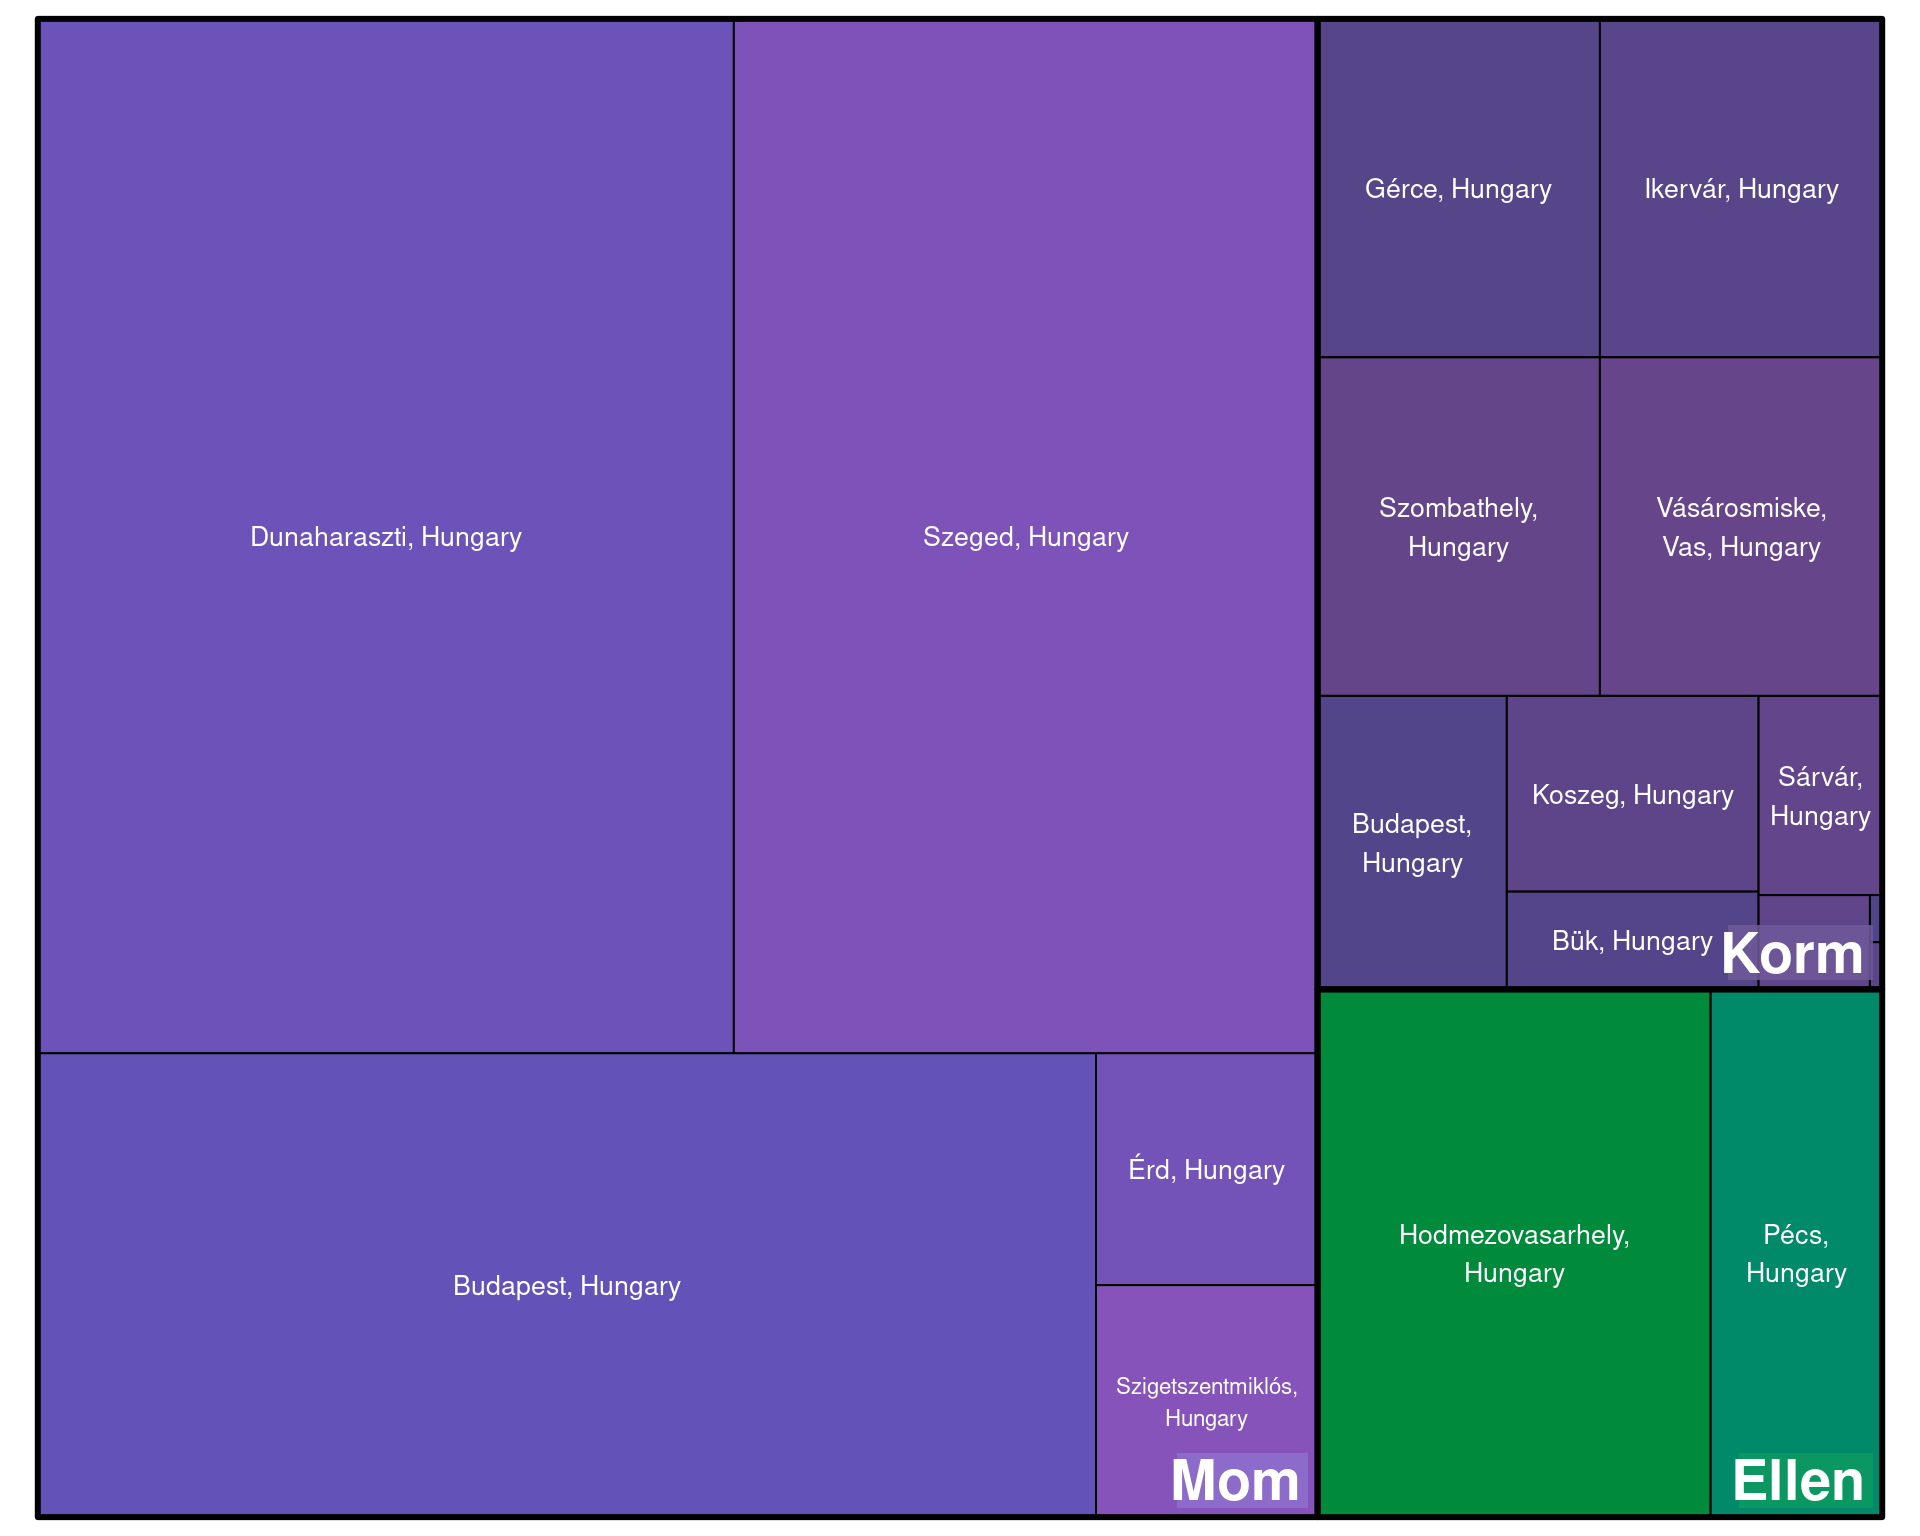 Dunaharaszti, Hungary
Szeged, Hungary
Budapest, Hungary
Érd, Hungary
Szigetszentmiklós,
Hungary
Mom
Gérce, Hungary
Ikervár, Hungary
Szombathely,
Hungary
Vásárosmiske,
Vas, Hungary
Budapest,
Hungary
Koszeg, Hungary
Sárvár,
Hungary
Bük, Hungary
Korm
Hodmezovasarhely,
Hungary
Pécs,
Hungary
Ellen